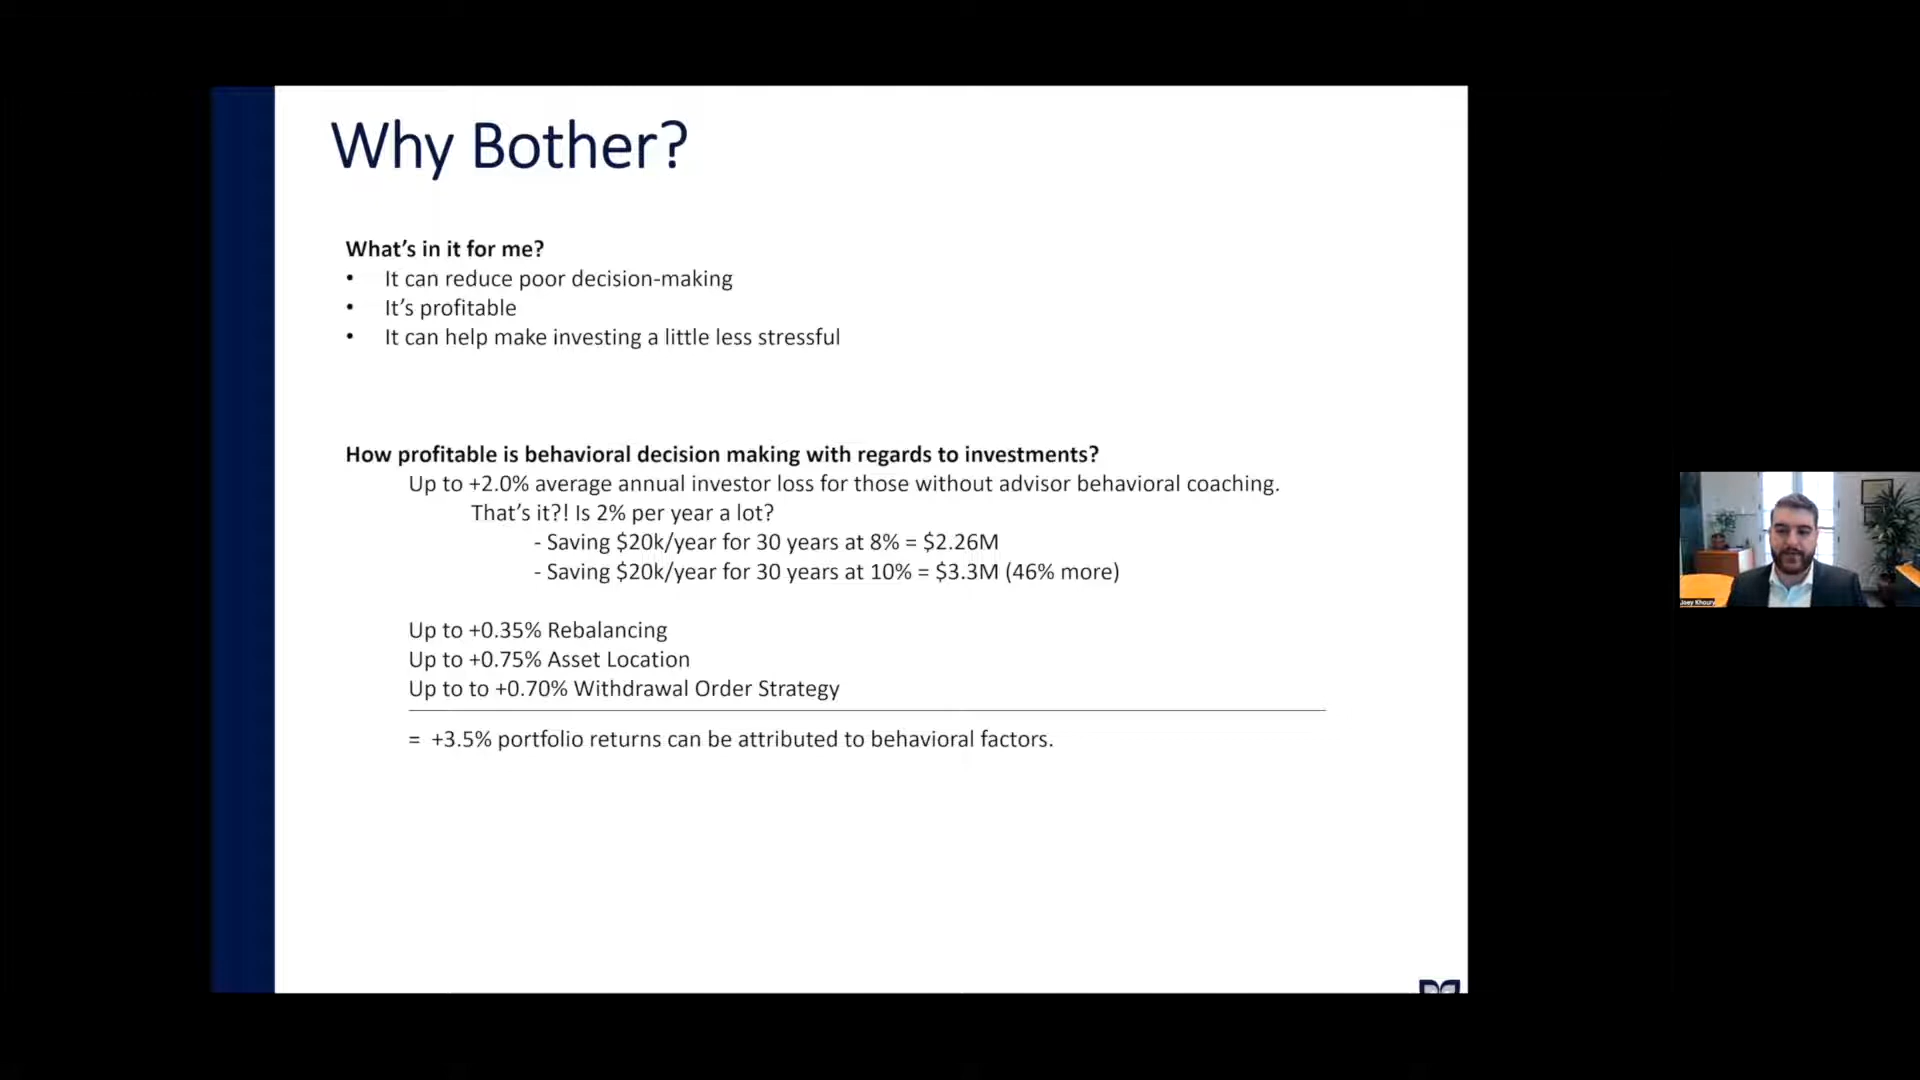 Why Bother?
What's in it for me?
• It can reduce poor decision-making
• It's profitable
• It can help make investing a little less stressful
How profitable is behavioral decision making with regards to investments?
Up to +2.0% average annual investor loss for those without advisor behavioral coaching.
That's it?! Is 2% per year a lot?
- Saving $20k/year for 30 years at 8% = $2.26M
- Saving $20k/year for 30 years at 10% = $3.3M (46% more)
Up to +0.35% Rebalancing
Up to +0.75% Asset Location
Up to to +0.70% Withdrawal Order Strategy
= +3.5% portfolio returns can be attributed to behavioral factors.
Joey Khoury